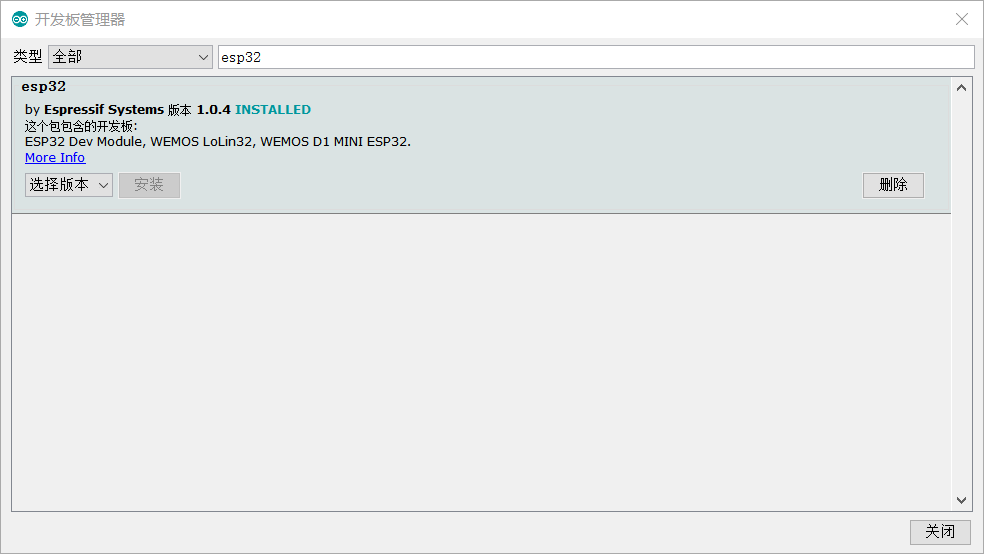 开发板管理器
类型 全部 esp32
esp32
by Espressif Systems 版本 1.0.4 INSTALLED
这个包包含的开发板：
ESP32 Dev Module, WEMOS LoLin32, WEMOS D1 MINI ESP32.
More Info
选择版本 安装 删除
关闭